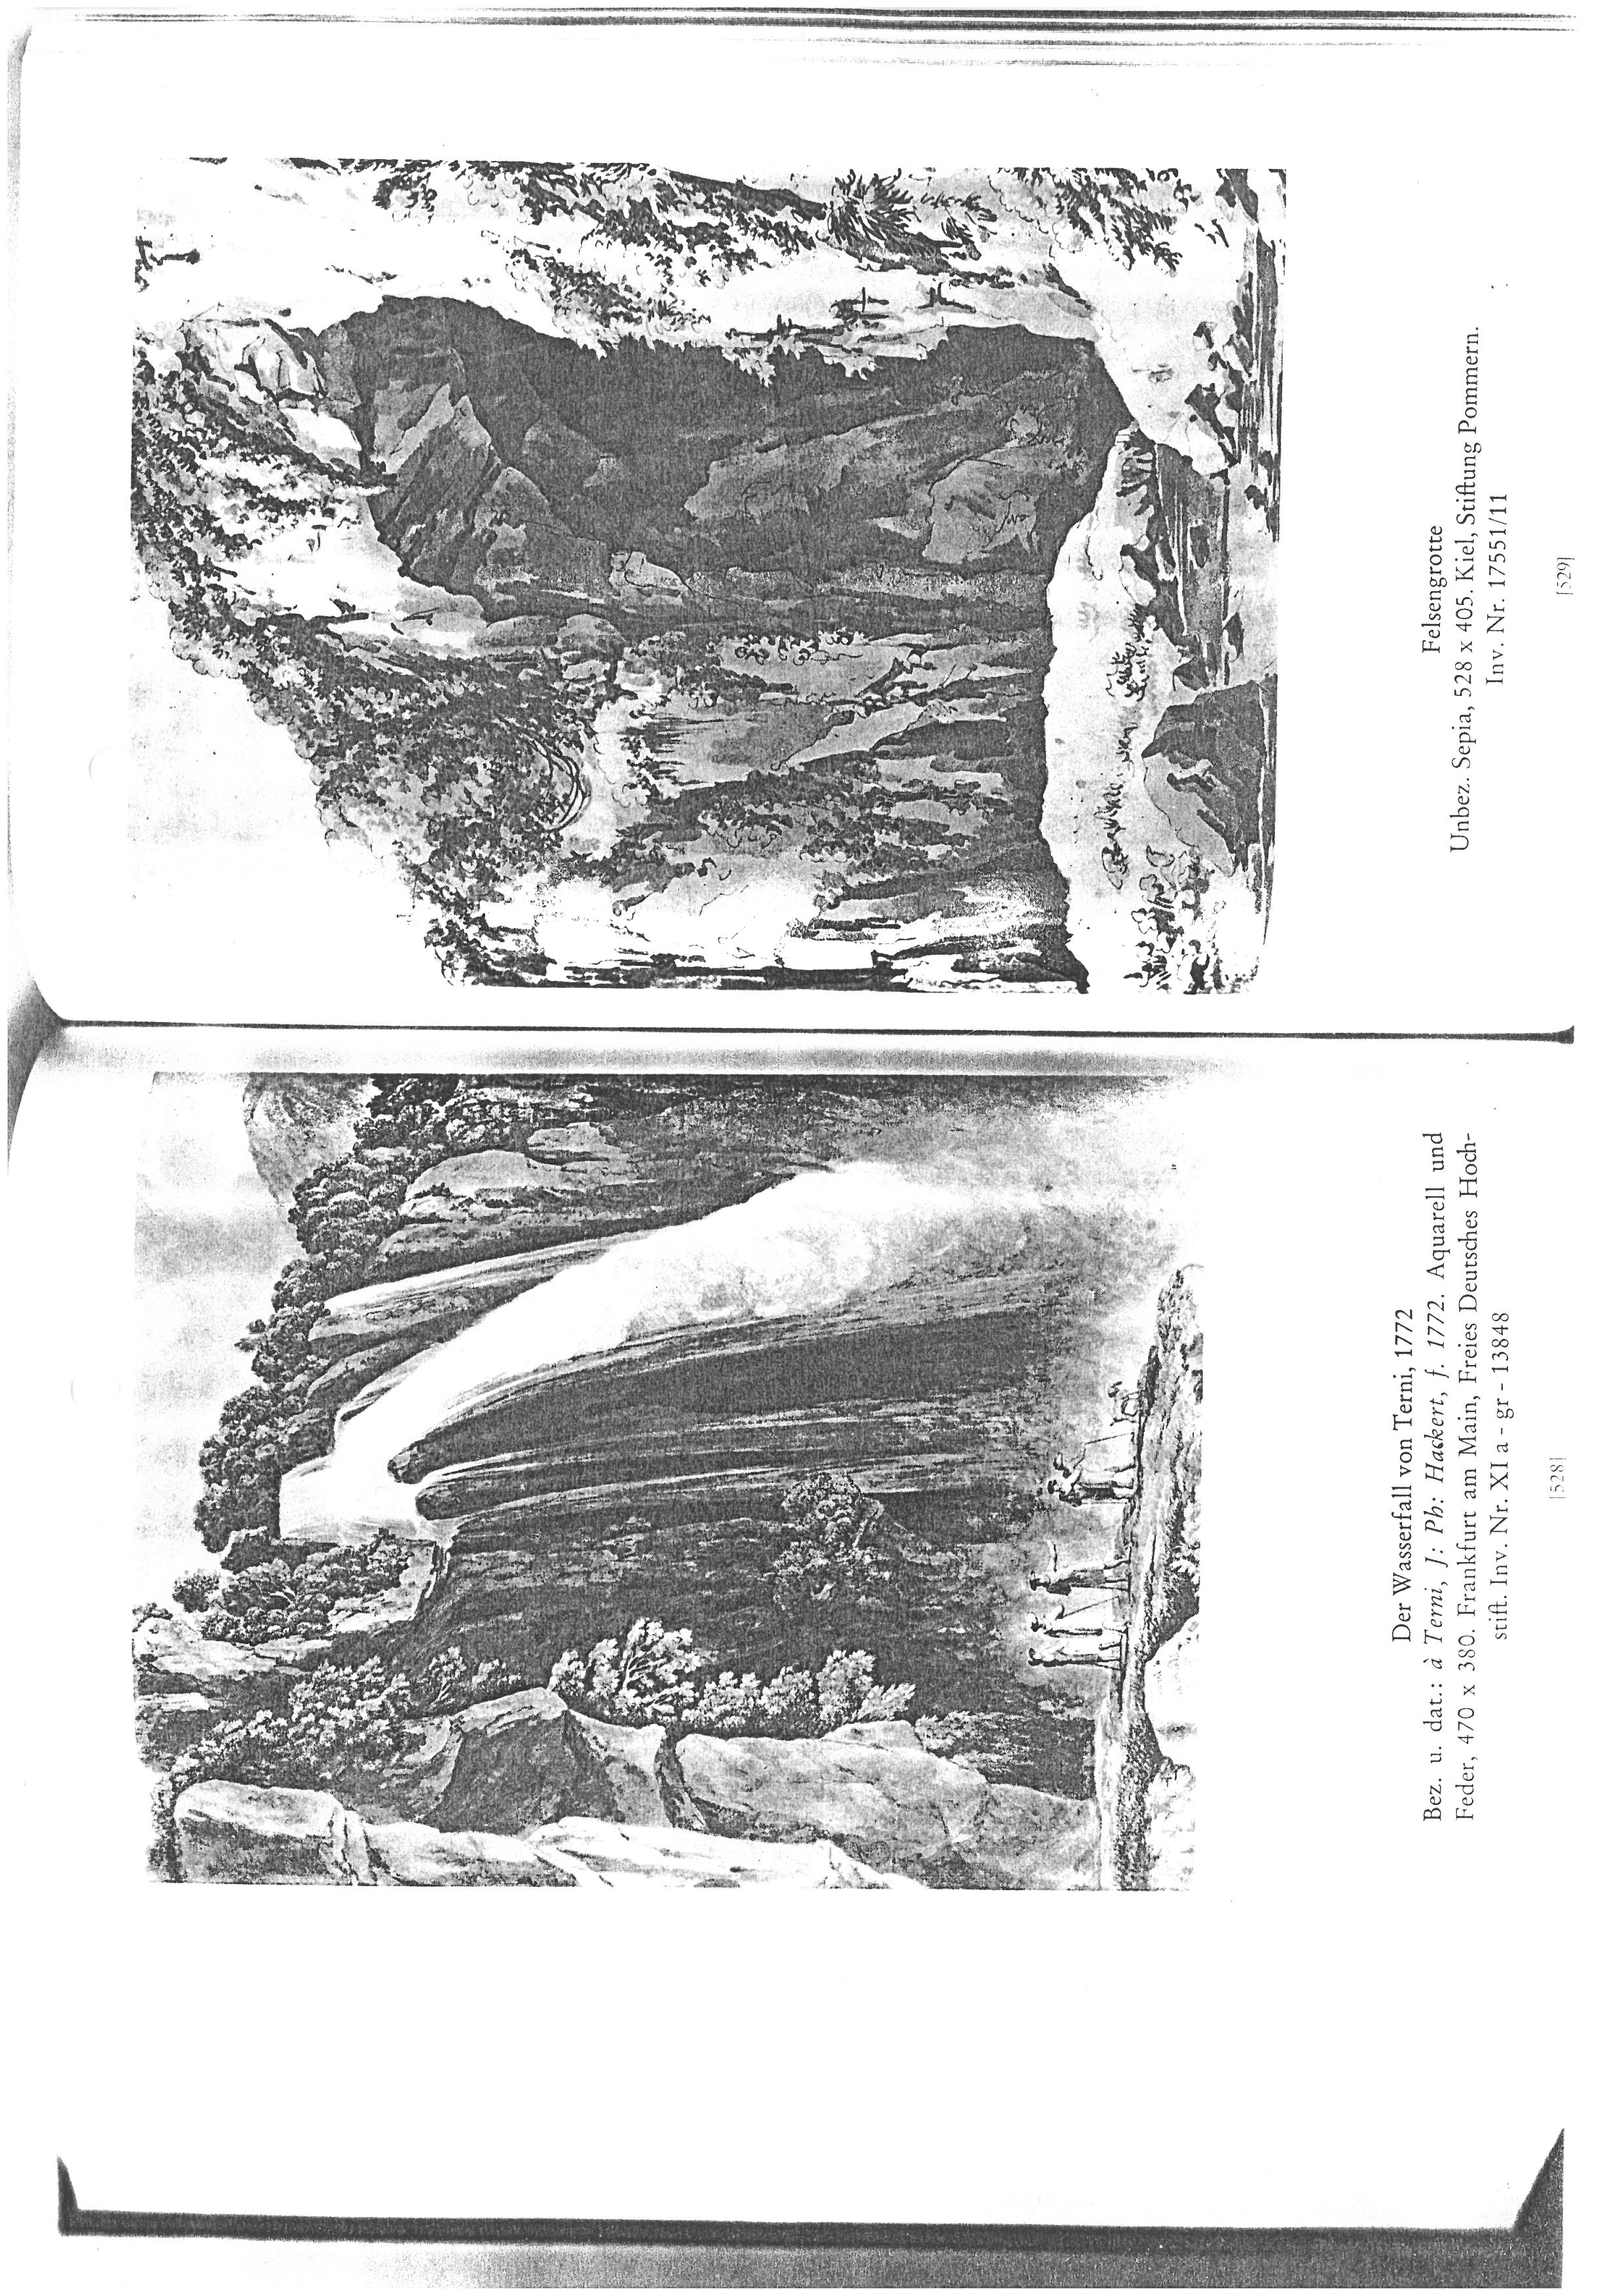 Der Wasserfall von Terni, 1772
Bez. u. dat.: à Terni, J: Ph: Hackert, f. 1772. Aquarell und
Feder, 470 x 380. Frankfurt am Main, Freies Deutsches Hoch-
stift. Inv. Nr. XI a - gr - 13848
[528]
Felsengrotte
Unbez. Sepia, 528 x 405. Kiel, Stiftung Pommern.
Inv. Nr. 17551/11
[529]